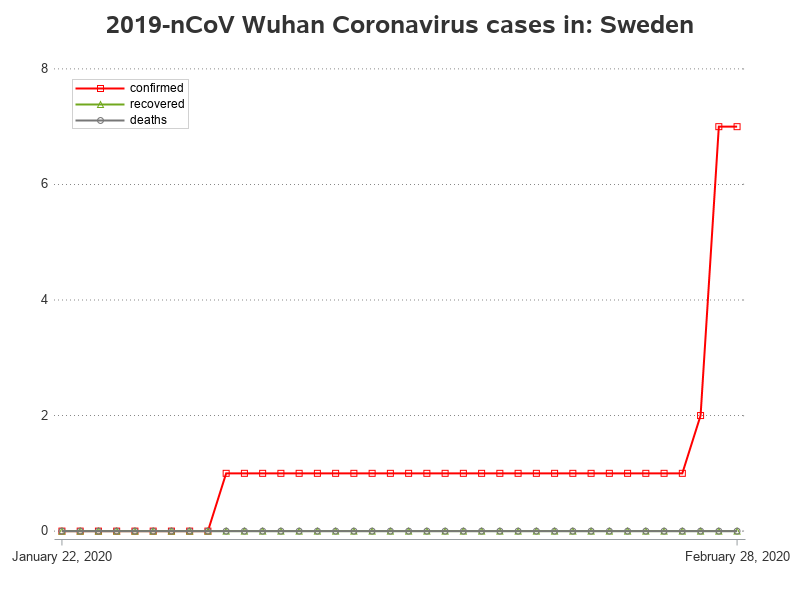 2019-nCoV Wuhan Coronavirus cases in: Sweden
8
confirmed
recovered
deaths
6
4
2
0
January 22, 2020 February 28, 2020